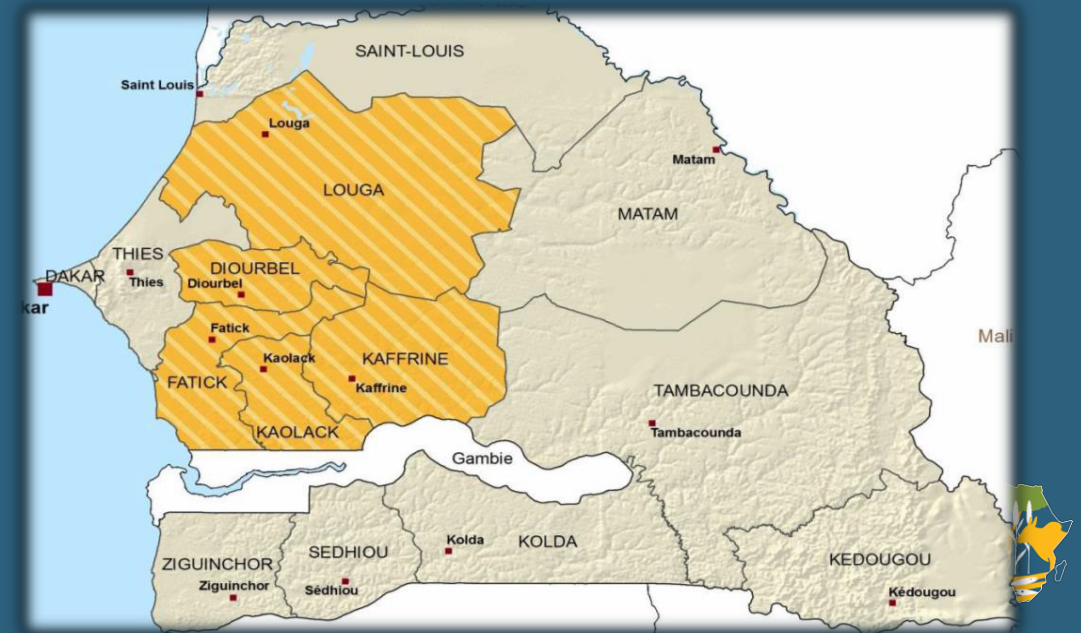 SAINT-LOUIS
Saint Louis
Louga
Matam
LOUGA
MATAM
THIES
DIOURBEL
DAKAR
Thies
Diourbel
kar
Fatick
Mali
Kaolack
KAFFRINE
FATICK
Kaffrine
TAMBACOUNDA
KAOLACK
Tambacounda
Gambie
Kolda
KOLDA
SEDHIOU
ZIGUINCHOR
KEDOUGOU
Ziguinchor
Sédhiou
Kédougou